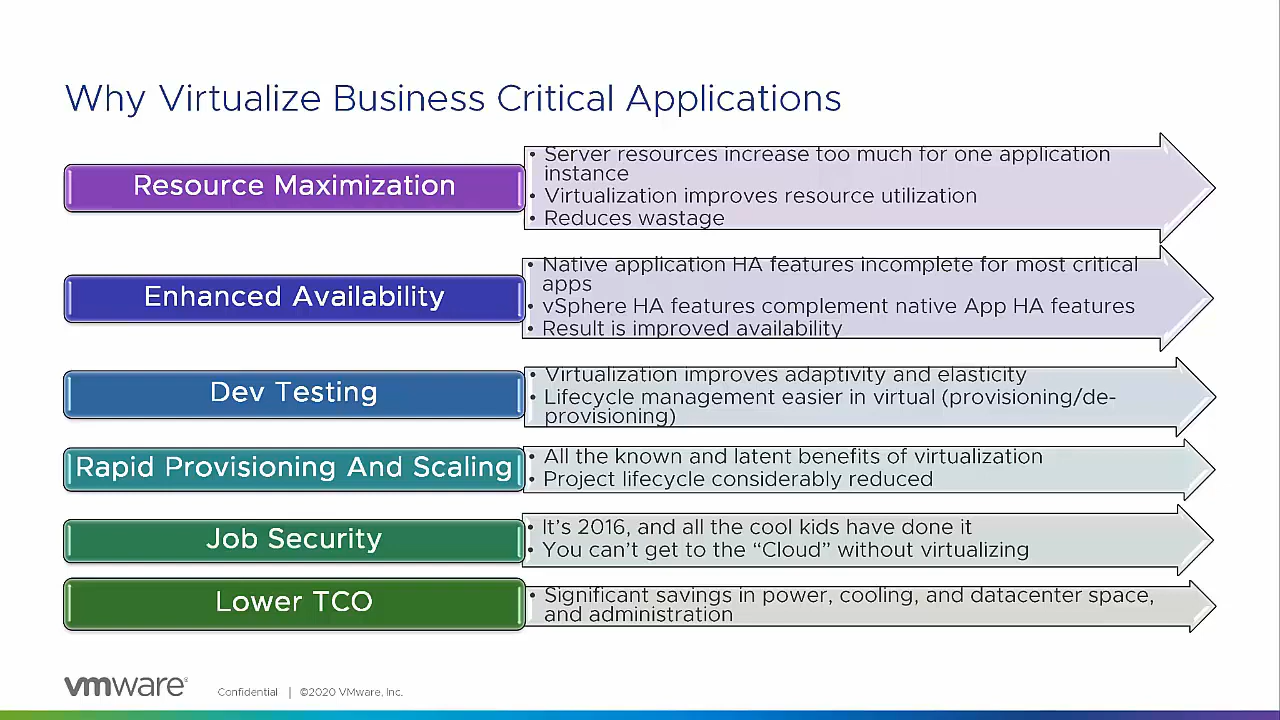 Why Virtualize Business Critical Applications
Resource Maximization
• Server resources increase too much for one application
instance
• Virtualization improves resource utilization
• Reduces wastage
Enhanced Availability
• Native application HA features incomplete for most critical
apps
• vSphere HA features complement native App HA features
• Result is improved availability
Dev Testing
• Virtualization improves adaptivity and elasticity
• Lifecycle management easier in virtual (provisioning/de-
provisioning)
Rapid Provisioning And Scaling
• All the known and latent benefits of virtualization
• Project lifecycle considerably reduced
Job Security
• It’s 2016, and all the cool kids have done it
• You can’t get to the “Cloud” without virtualizing
Lower TCO
• Significant savings in power, cooling, and datacenter space,
and administration
vmware®
Confidential | ©2020 VMware, Inc.